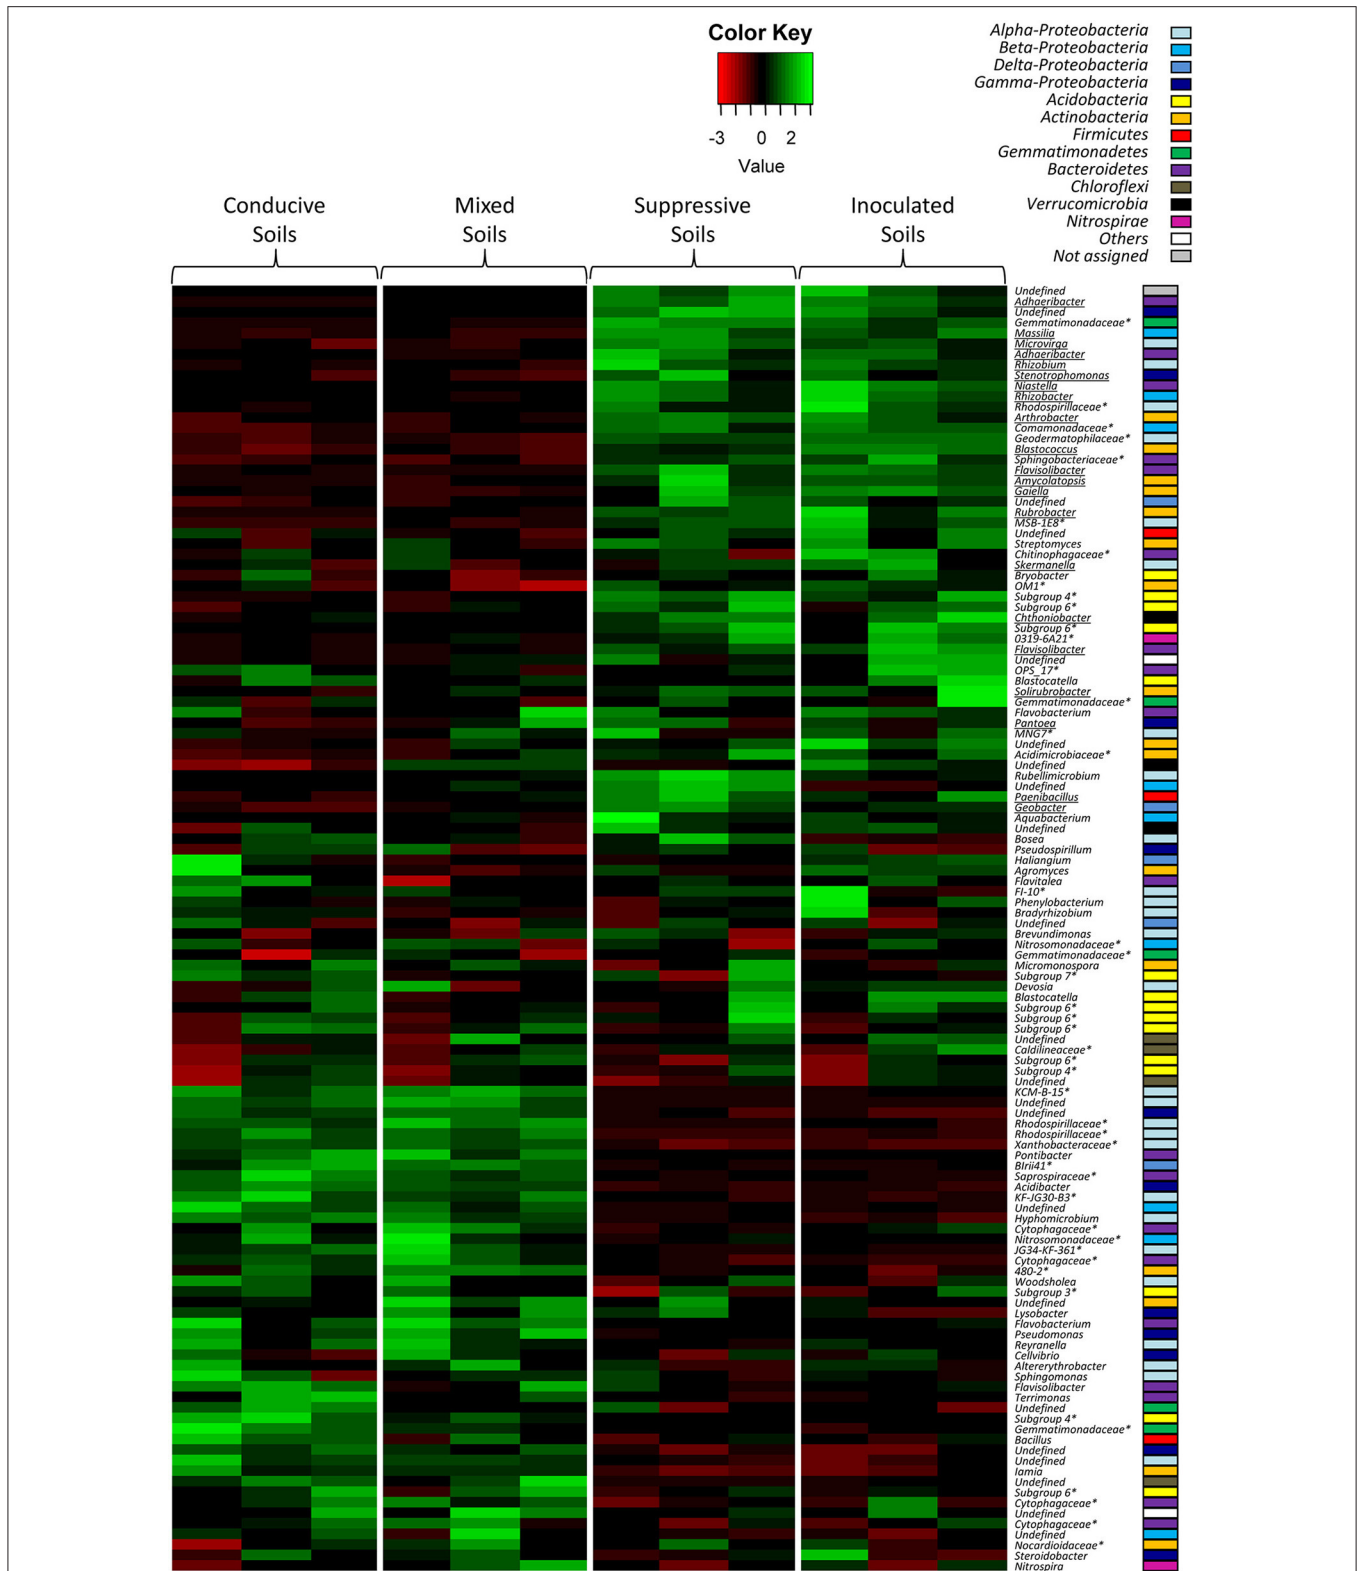 Color Key
-3 0 2
Value
Alpha-Proteobacteria
Beta-Proteobacteria
Delta-Proteobacteria
Gamma-Proteobacteria
Acidobacteria
Actinobacteria
Firmicutes
Gemmatimonadetes
Bacteroidetes
Chloroflexi
Verrucomicrobia
Nitrospirae
Others
Not assigned
Conducive Soils
Mixed Soils
Suppressive Soils
Inoculated Soils
Undefined
Adhaeribacter
Undefined
Gemmatimonadaceae*
Massilia
Microvirga
Adhaeribacter
Rhizobium
Stenotrophomonas
Niastella
Rhizobacter
Rhodospirillaceae*
Arthrobacter
Comamonadaceae*
Geodermatophilaceae*
Blastococcus
Sphingobacteriaceae*
Flavisolibacter
Amycolatopsis
Gaiella
Undefined
Rubrobacter
MSB-1E8*
Undefined
Streptomyces
Chitinophagaceae*
Skermanella
Bryobacter
OM1*
Subgroup 4*
Subgroup 6*
Chthoniobacter
Subgroup 6*
0319-6A21*
Flavisolibacter
Undefined
OPS_17*
Blastocatella
Solirubrobacter
Gemmatimonadaceae*
Flavobacterium
Pantoea
MNG7*
Undefined
Acidimicrobiaceae*
Undefined
Rubellimicrobium
Undefined
Paenibacillus
Geobacter
Aquabacterium
Undefined
Bosea
Pseudospirillum
Haliangium
Agromyces
Flavitalea
FI-10*
Phenylobacterium
Bradyrhizobium
Undefined
Brevundimonas
Nitrosomonadaceae*
Gemmatimonadaceae*
Micromonospora
Subgroup 7*
Devosia
Blastocatella
Subgroup 6*
Subgroup 6*
Subgroup 6*
Undefined
Caldilineaceae*
Subgroup 6*
Subgroup 4*
Undefined
KCM-B-15*
Undefined
Undefined
Rhodospirillaceae*
Rhodospirillaceae*
Xanthobacteraceae*
Pontibacter
BIrii41*
Saprospiraceae*
Acidibacter
KF-JG30-B3*
Undefined
Hyphomicrobium
Cytophagaceae*
Nitrosomonadaceae*
JG34-KF-361*
Cytophagaceae*
480-2*
Woodsholea
Subgroup 3*
Undefined
Lysobacter
Flavobacterium
Pseudomonas
Reyranella
Cellvibrio
Altererythrobacter
Sphingomonas
Flavisolibacter
Terrimonas
Undefined
Subgroup 4*
Gemmatimonadaceae*
Bacillus
Undefined
Undefined
Iamia
Undefined
Subgroup 6*
Cytophagaceae*
Undefined
Cytophagaceae*
Undefined
Nocardioidaceae*
Steroidobacter
Nitrospira